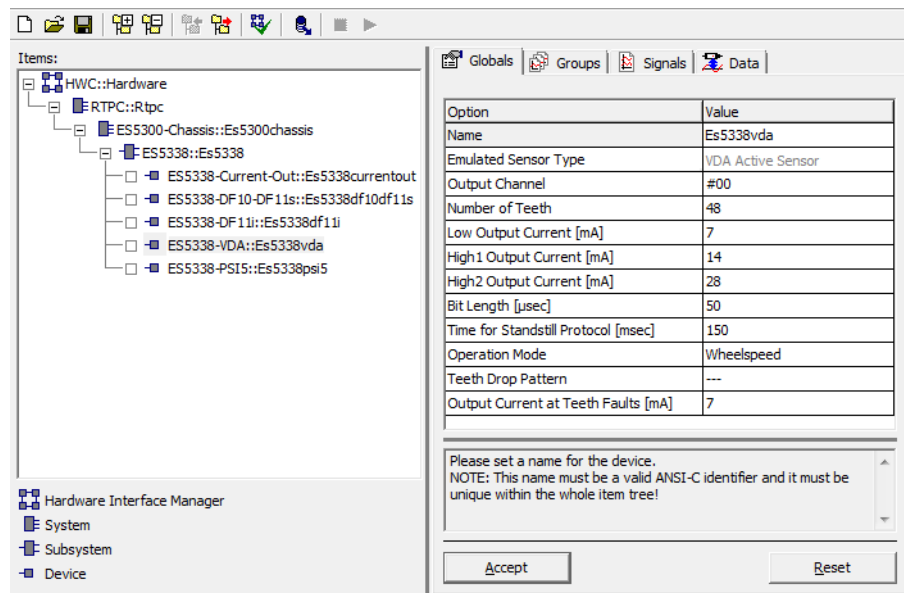 Items:
HWC::Hardware
RTPC::Rtpc
ES5300-Chassis::Es5300chassis
ES5338::Es5338
ES5338-Current-Out::Es5338currentout
ES5338-DF10-DF11s::Es5338df10df11s
ES5338-DF11i::Es5338df11i
ES5338-VDA::Es5338vda
ES5338-PSI5::Es5338psi5
Hardware Interface Manager
System
Subsystem
Device
Globals Groups Signals Data
Option Value
Name Es5338vda
Emulated Sensor Type VDA Active Sensor
Output Channel #00
Number of Teeth 48
Low Output Current [mA] 7
High1 Output Current [mA] 14
High2 Output Current [mA] 28
Bit Length [µsec] 50
Time for Standstill Protocol [msec] 150
Operation Mode Wheelspeed
Teeth Drop Pattern ---
Output Current at Teeth Faults [mA] 7
Please set a name for the device.
NOTE: This name must be a valid ANSI-C identifier and it must be
unique within the whole item tree!
Accept Reset